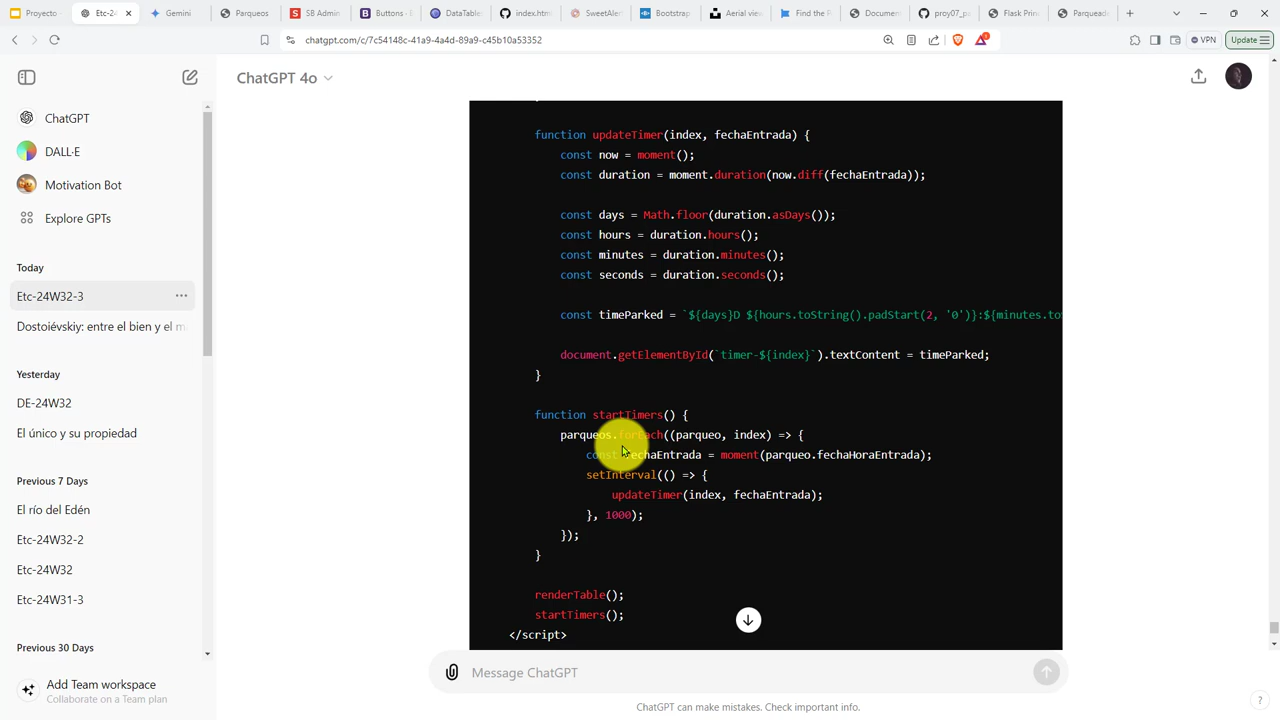 Proyecto
Etc-24
Gemini
Parqueos
SB Admin
Buttons
DataTable
index.htm
SweetAler
Bootstrap
Aerial view
Find the P
Documen
proy07_p
Flask Prin
Parquead
chatgpt.com/c/7c54148c-41a9-4a4d-89a9-c45b10a53352
VPN
Update
ChatGPT 4o
ChatGPT
DALL·E
Motivation Bot
Explore GPTs
Today
Etc-24W32-3
Dostoiévskiy: entre el bien y el m
Yesterday
DE-24W32
El único y su propiedad
Previous 7 Days
El río del Edén
Etc-24W32-2
Etc-24W32
Etc-24W31-3
Previous 30 Days
Add Team workspace
Collaborate on a Team plan
function updateTimer(index, fechaEntrada) {
const now = moment();
const duration = moment.duration(now.diff(fechaEntrada));
const days = Math.floor(duration.asDays());
const hours = duration.hours();
const minutes = duration.minutes();
const seconds = duration.seconds();
const timeParked = `${days}D ${hours.toString().padStart(2, '0')}:${minutes.to
document.getElementById(`timer-${index}`).textContent = timeParked;
}
function startTimers() {
parqueos.forEach((parqueo, index) => {
const fechaEntrada = moment(parqueo.fechaHoraEntrada);
setInterval(() => {
updateTimer(index, fechaEntrada);
}, 1000);
});
}
renderTable();
startTimers();
</script>
Message ChatGPT
ChatGPT can make mistakes. Check important info.
?